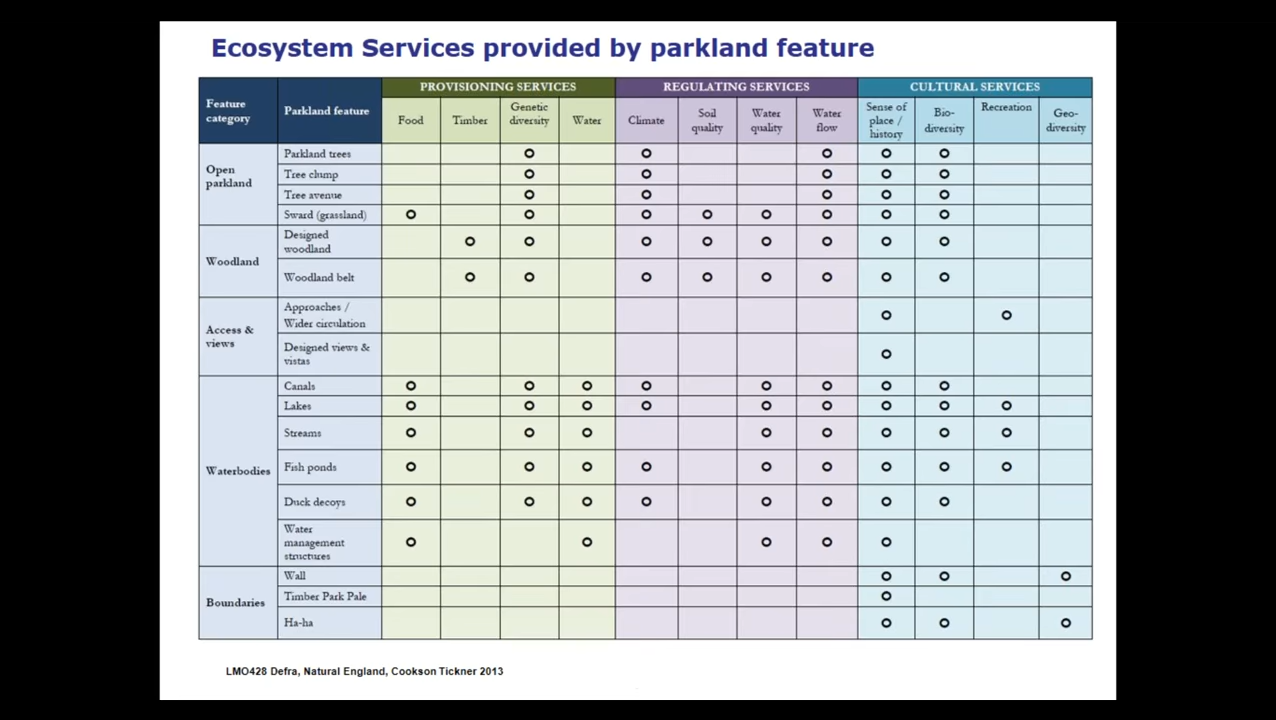 Ecosystem Services provided by parkland feature
Feature category
Parkland feature
PROVISIONING SERVICES
REGULATING SERVICES
CULTURAL SERVICES
Food
Timber
Genetic diversity
Water
Climate
Soil quality
Water quality
Water flow
Sense of place / history
Bio-diversity
Recreation
Geo-diversity
Open parkland
Parkland trees
Tree clump
Tree avenue
Sward (grassland)
Woodland
Designed woodland
Woodland belt
Access & views
Approaches / Wider circulation
Designed views & vistas
Waterbodies
Canals
Lakes
Streams
Fish ponds
Duck decoys
Water management structures
Boundaries
Wall
Timber Park Pale
Ha-ha
LMO428 Defra, Natural England, Cookson Tickner 2013